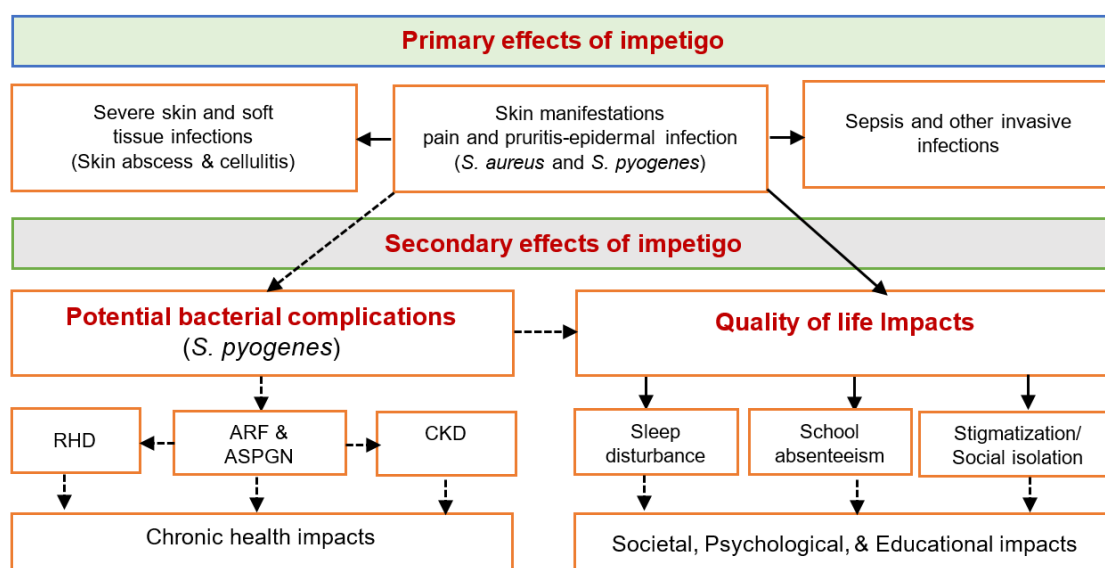 Primary effects of impetigo
Severe skin and soft
tissue infections
(Skin abscess & cellulitis)
Skin manifestations
pain and pruritis-epidermal infection
(S. aureus and S. pyogenes)
Sepsis and other invasive
infections
Secondary effects of impetigo
Potential bacterial complications
(S. pyogenes)
Quality of life Impacts
RHD
ARF &
ASPGN
CKD
Sleep
disturbance
School
absenteeism
Stigmatization/
Social isolation
Chronic health impacts
Societal, Psychological, & Educational impacts